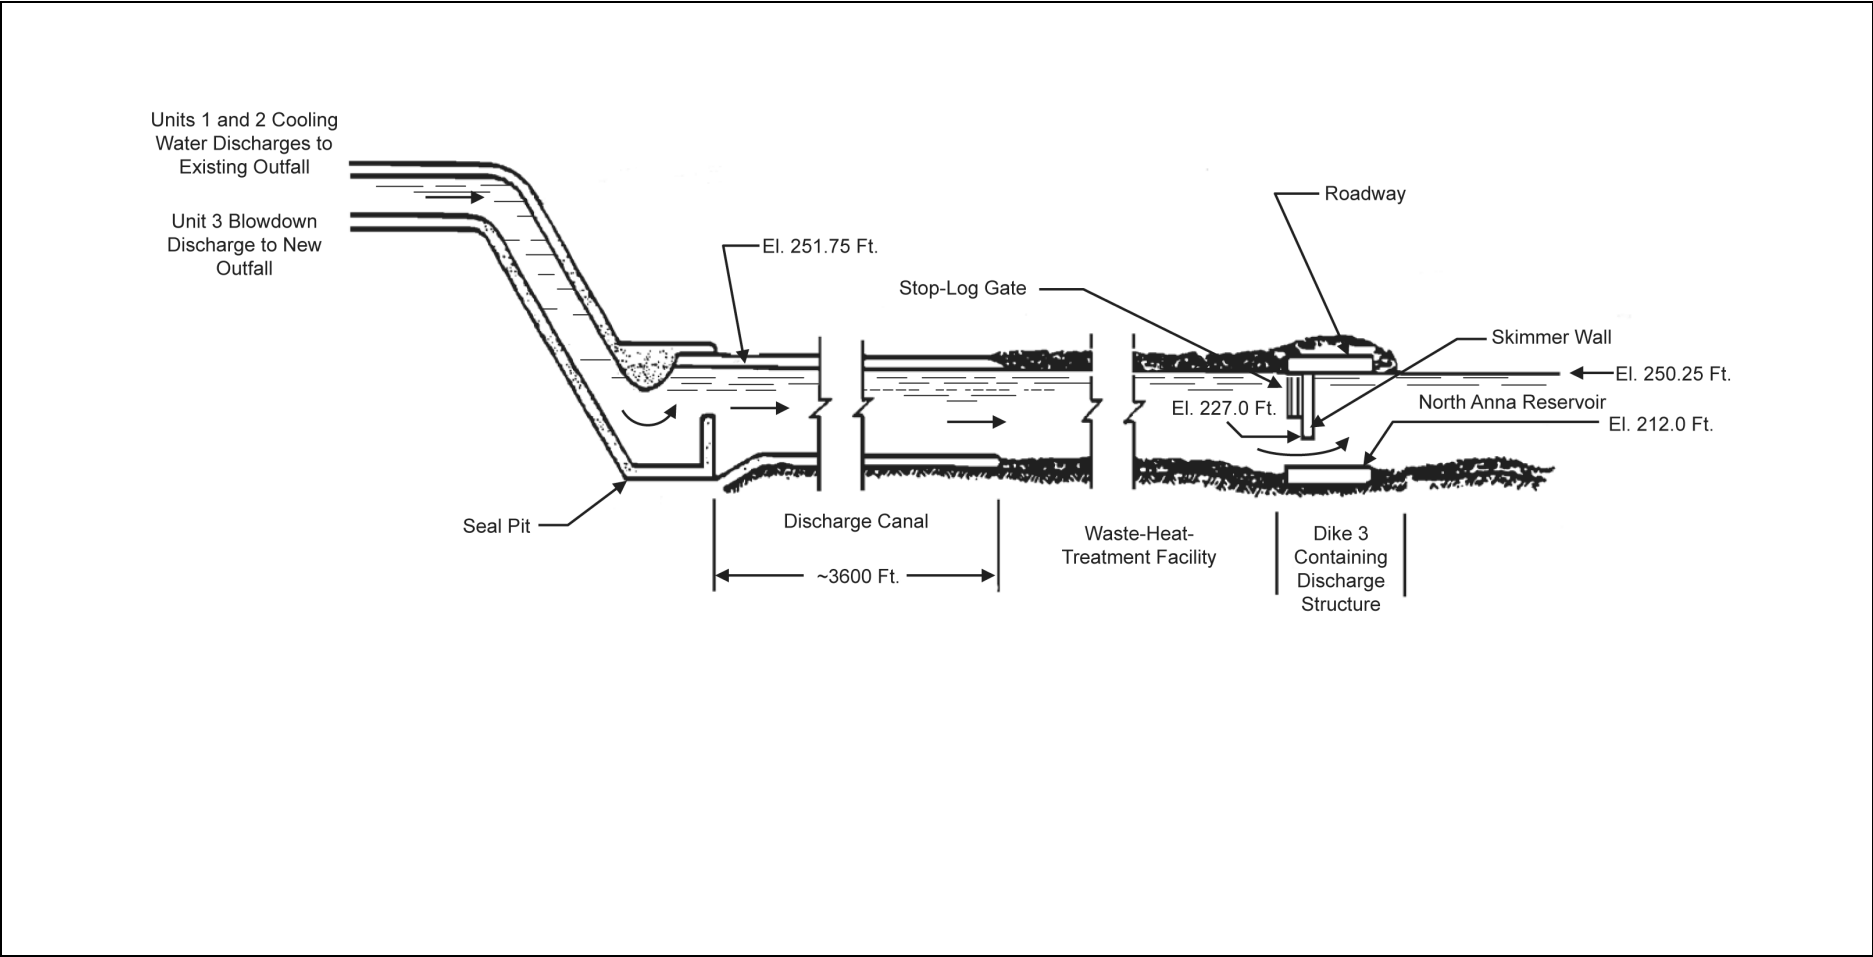 Units 1 and 2 Cooling
Water Discharges to
Existing Outfall
Unit 3 Blowdown
Discharge to New
Outfall
El. 251.75 Ft.
Roadway
Stop-Log Gate
Skimmer Wall
El. 250.25 Ft.
North Anna Reservoir
El. 227.0 Ft.
El. 212.0 Ft.
Seal Pit
Discharge Canal
~3600 Ft.
Waste-Heat-
Treatment Facility
Dike 3
Containing
Discharge
Structure